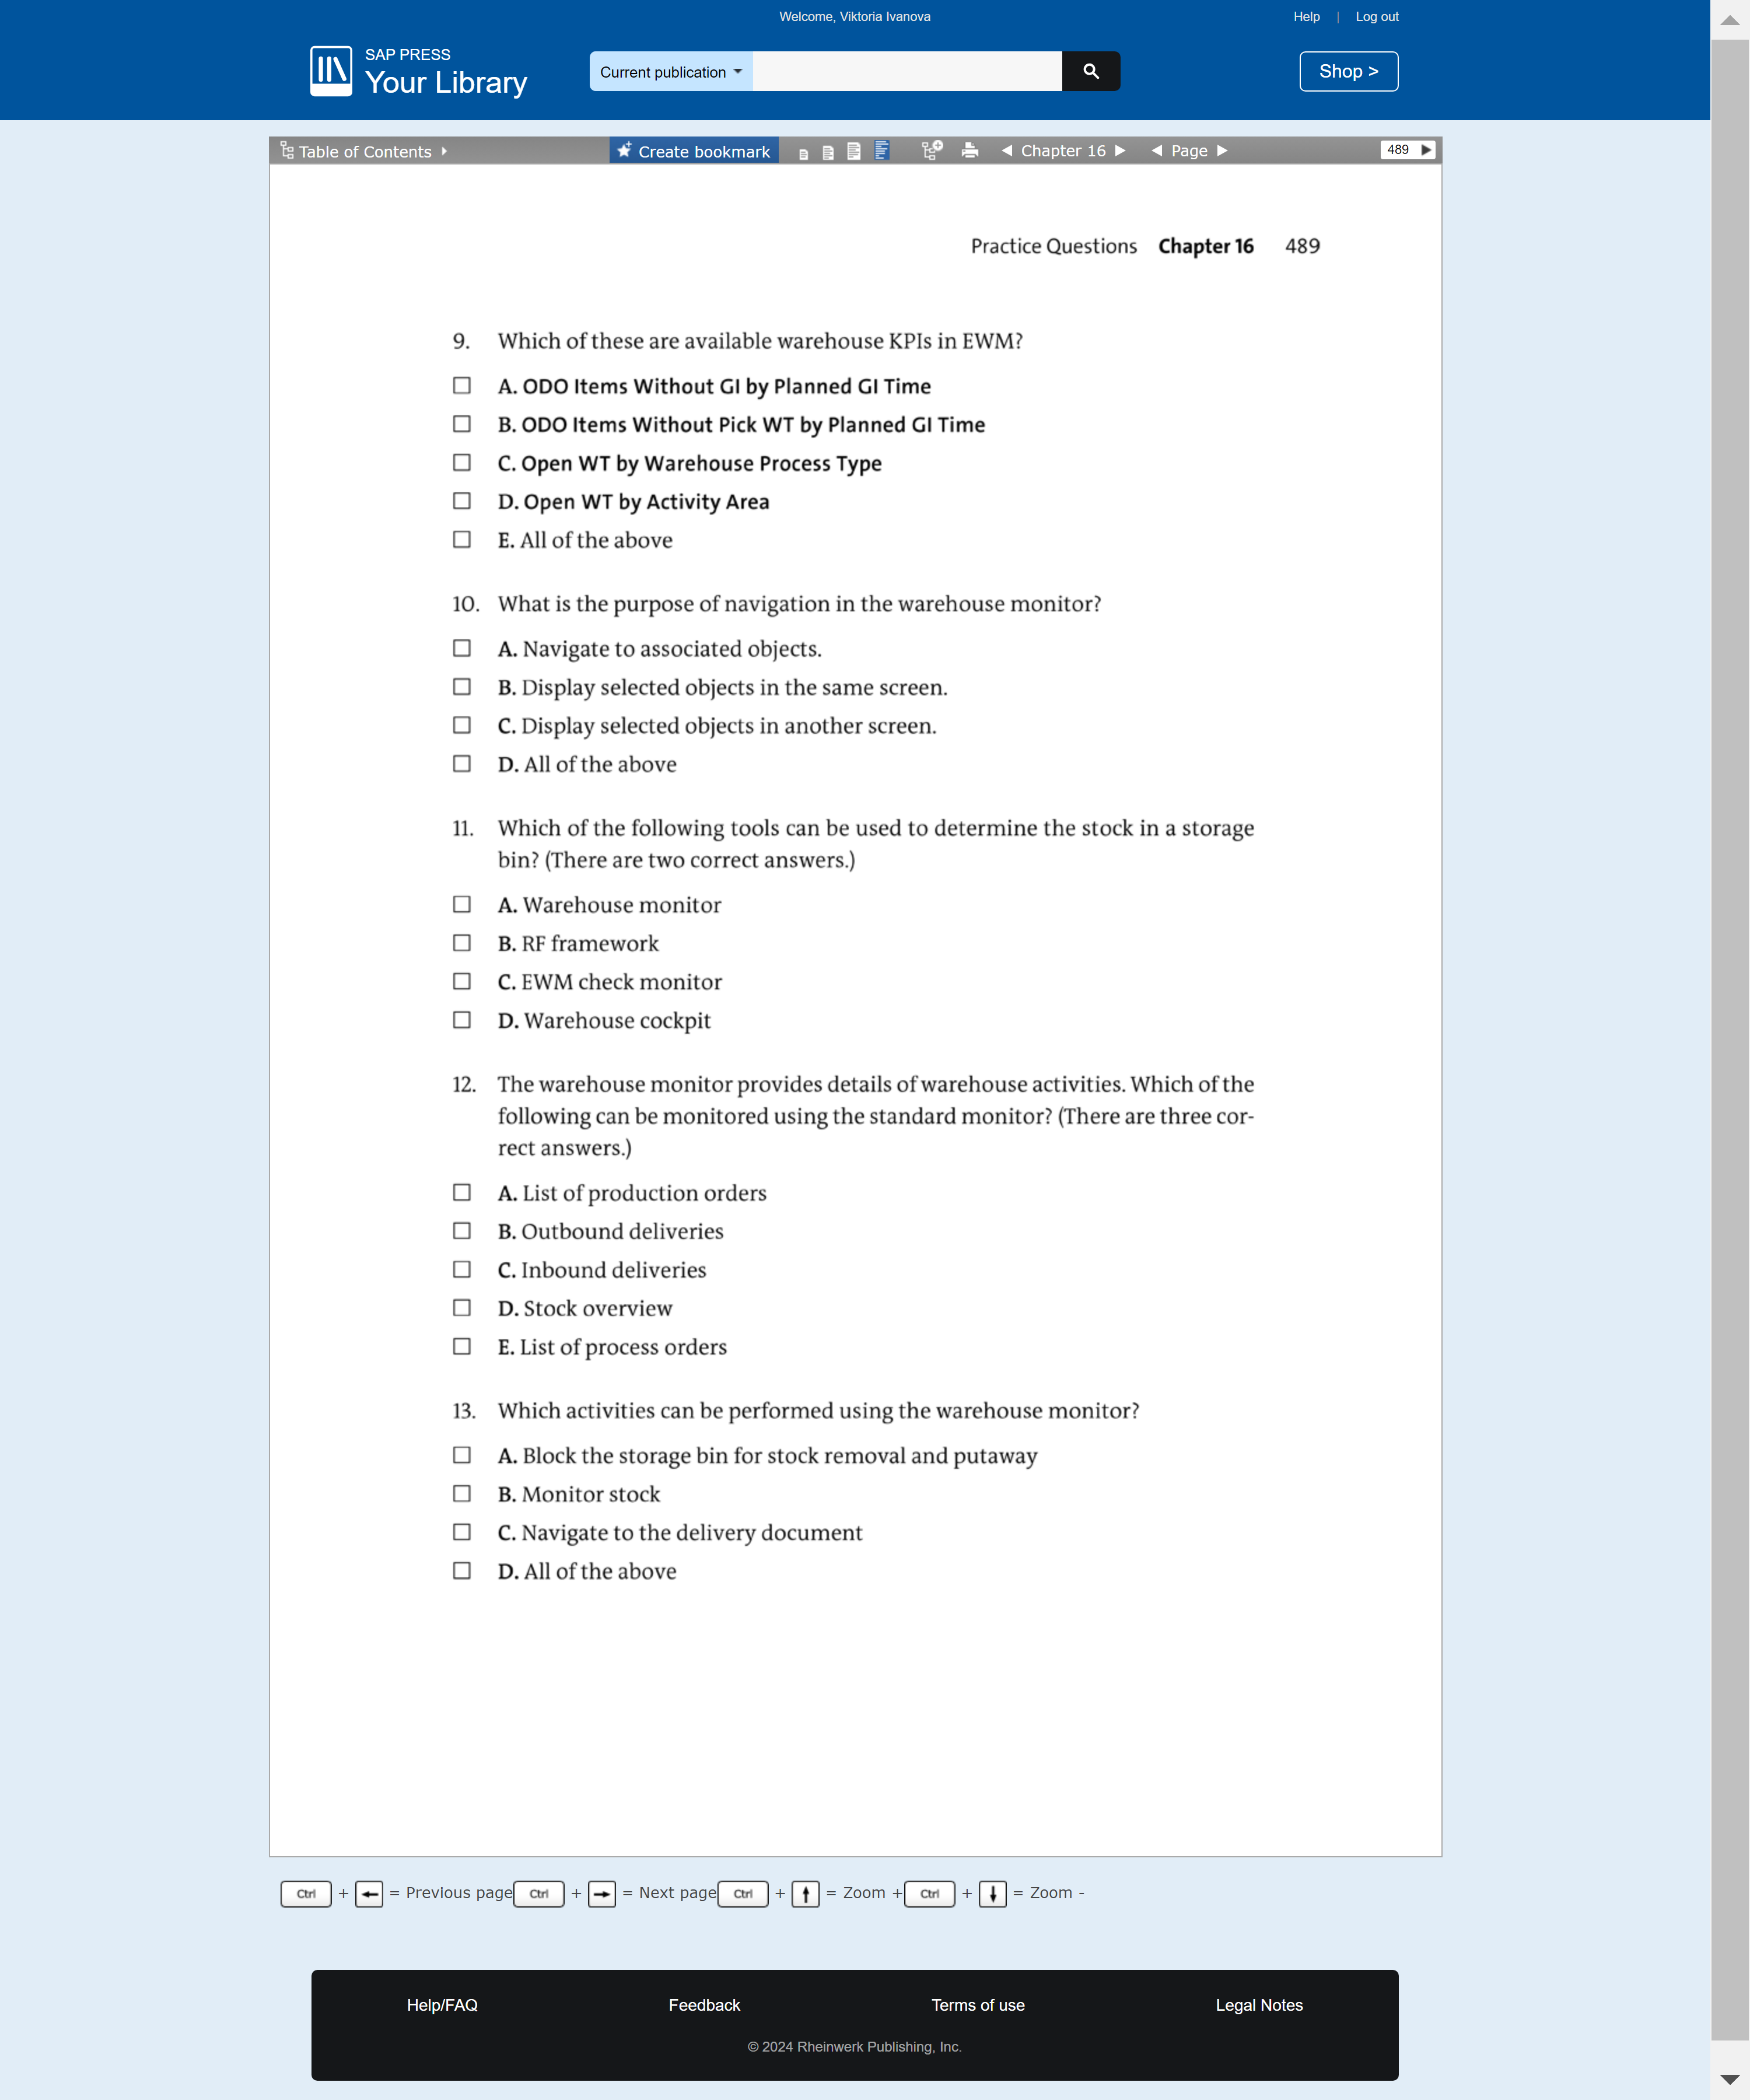 Welcome, Viktoria Ivanova
Help | Log out
SAP PRESS
Your Library
Current publication
Shop >
Table of Contents
Create bookmark
Chapter 16
Page
489
Practice Questions Chapter 16 489
9. Which of these are available warehouse KPIs in EWM?
A. ODO Items Without GI by Planned GI Time
B. ODO Items Without Pick WT by Planned GI Time
C. Open WT by Warehouse Process Type
D. Open WT by Activity Area
E. All of the above
10. What is the purpose of navigation in the warehouse monitor?
A. Navigate to associated objects.
B. Display selected objects in the same screen.
C. Display selected objects in another screen.
D. All of the above
11. Which of the following tools can be used to determine the stock in a storage
bin? (There are two correct answers.)
A. Warehouse monitor
B. RF framework
C. EWM check monitor
D. Warehouse cockpit
12. The warehouse monitor provides details of warehouse activities. Which of the
following can be monitored using the standard monitor? (There are three cor-
rect answers.)
A. List of production orders
B. Outbound deliveries
C. Inbound deliveries
D. Stock overview
E. List of process orders
13. Which activities can be performed using the warehouse monitor?
A. Block the storage bin for stock removal and putaway
B. Monitor stock
C. Navigate to the delivery document
D. All of the above
Ctrl + ← = Previous page Ctrl + → = Next page Ctrl + ↑ = Zoom + Ctrl + ↓ = Zoom -
Help/FAQ Feedback Terms of use Legal Notes
© 2024 Rheinwerk Publishing, Inc.